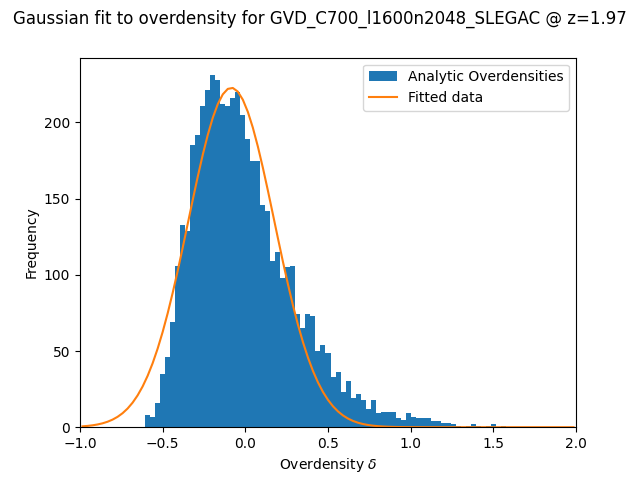 Gaussian fit to overdensity for GVD_C700_l1600n2048_SLEGAC @ z=1.97
Analytic Overdensities
Fitted data
Frequency
200
150
100
50
0
−1.0 −0.5 0.0 0.5 1.0 1.5 2.0
Overdensity δ